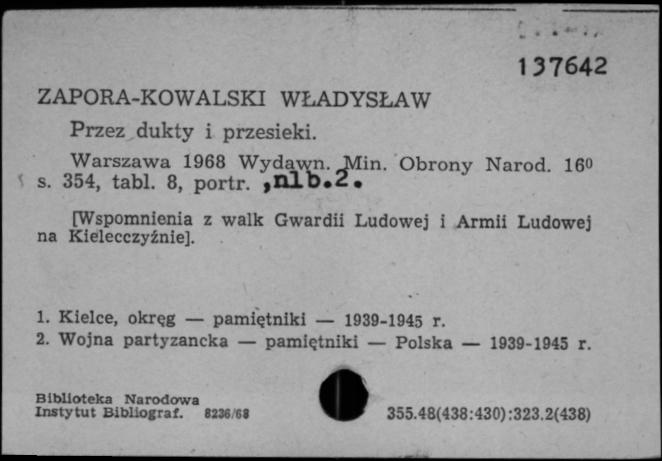 137642
ZAPORA-KOWALSKI WŁADYSŁAW
Przez dukty i przesieki.
Warszawa 1968 Wydawn. Min. Obrony Narod. 16⁰
s. 354, tabl. 8, portr. ,nlb.2.
[Wspomnienia z walk Gwardii Ludowej i Armii Ludowej
na Kielecczyźnie].
1. Kielce, okręg — pamiętniki — 1939-1945 r.
2. Wojna partyzancka — pamiętniki — Polska — 1939-1945 r.
Biblioteka Narodowa
Instytut Bibliograf. 8236/68
355.48(438:430):323.2(438)